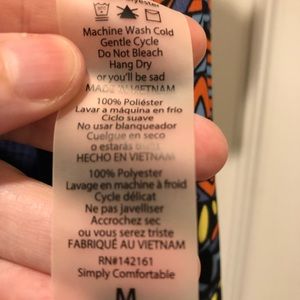 Polyester
Machine Wash Cold
Gentle Cycle
Do Not Bleach
Hang Dry
or you'll be sad
MADE IN VIETNAM
100% Poliéster
Lavar a máquina en frío
Ciclo suave
No usar blanqueador
Cuelgue en seco
o estarás triste
HECHO EN VIETNAM
100% Polyester
Lavage en machine à froid
Cycle délicat
Ne pas javelliser
Accrochez sec
ou vous serez triste
FABRIQUÉ AU VIETNAM
RN#142161
Simply Comfortable
M